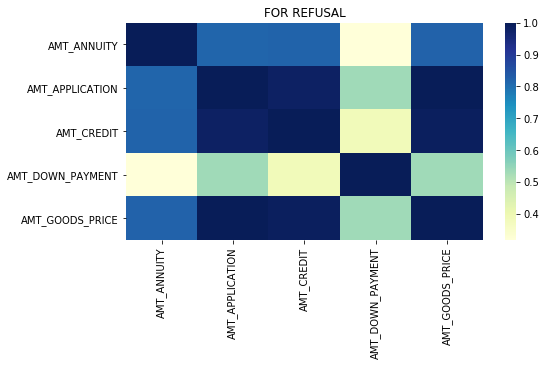 FOR REFUSAL
AMT_ANNUITY
AMT_APPLICATION
AMT_CREDIT
AMT_DOWN_PAYMENT
AMT_GOODS_PRICE
AMT_ANNUITY
AMT_APPLICATION
AMT_CREDIT
AMT_DOWN_PAYMENT
AMT_GOODS_PRICE
1.0
0.9
0.8
0.7
0.6
0.5
0.4